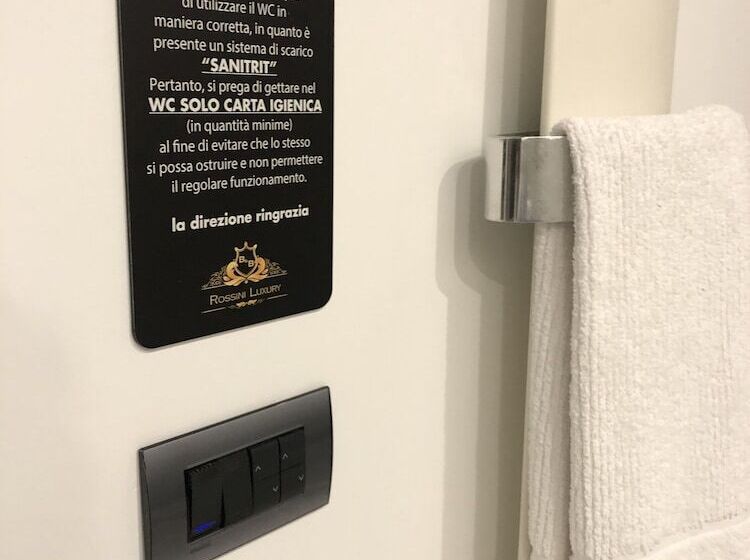 di utilizzare il WC in
maniera corretta, in quanto è
presente un sistema di scarico
“SANITRIT”
Pertanto, si prega di gettare nel
WC SOLO CARTA IGIENICA
(in quantità minime)
al fine di evitare che lo stesso
si possa ostruire e non permettere
il regolare funzionamento.
la direzione ringrazia
B&B
ROSSINI LUXURY